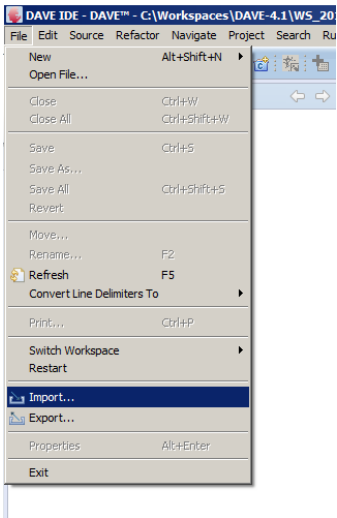 DAVE IDE - DAVE™ - C:\Workspaces\DAVE-4.1\WS_20
File Edit Source Refactor Navigate Project Search Ru
New Alt+Shift+N
Open File...
Close Ctrl+W
Close All Ctrl+Shift+W
Save Ctrl+S
Save As...
Save All Ctrl+Shift+S
Revert
Move...
Rename... F2
Refresh F5
Convert Line Delimiters To
Print... Ctrl+P
Switch Workspace
Restart
Import...
Export...
Properties Alt+Enter
Exit